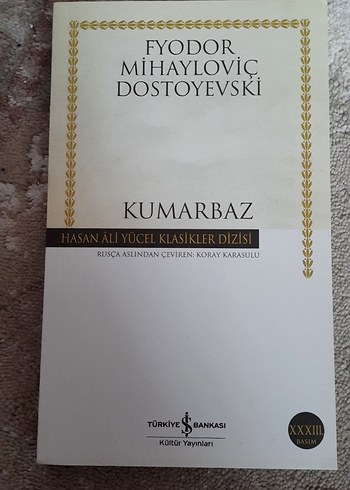 FYODOR
MİHAYLOVİÇ
DOSTOYEVSKİ
KUMARBAZ
HASAN ÂLİ YÜCEL KLASİKLER DİZİSİ
RUSÇA ASLINDAN ÇEVİREN: KORAY KARASULU
TÜRKİYE İŞ BANKASI
Kültür Yayınları
XXXIII.
BASIM